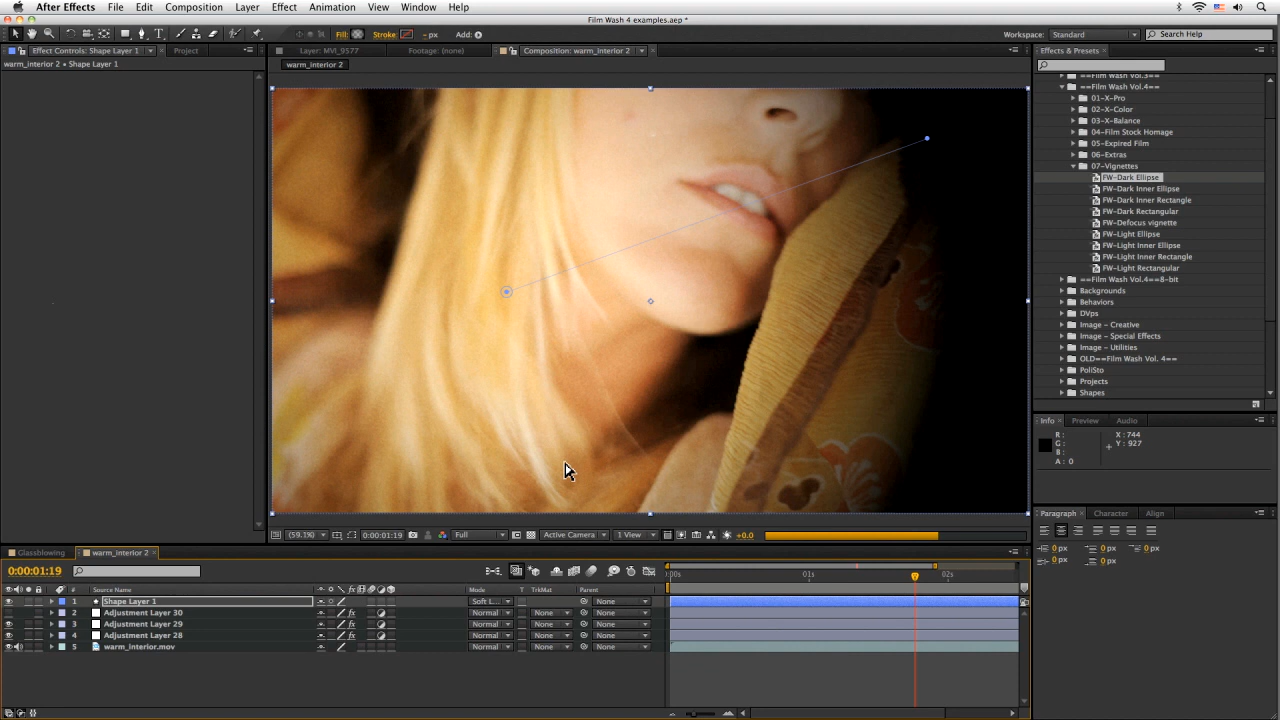 After Effects File Edit Composition Layer Effect Animation View Window Help
Film Wash 4 examples.aep *
Fill: Stroke: - px Add: Workspace: Standard Search Help
Effect Controls: Shape Layer 1 Project Layer: MVI_9577 Footage: (none) Composition: warm_interior 2 Effects & Presets
warm_interior 2 • Shape Layer 1 warm_interior 2
==Film Wash Vol.3==
==Film Wash Vol.4==
01-X-Pro
02-X-Color
03-X-Balance
04-Film Stock Homage
05-Expired Film
06-Extras
07-Vignettes
FW-Dark Ellipse
FW-Dark Inner Ellipse
FW-Dark Inner Rectangle
FW-Dark Rectangular
FW-Defocus vignette
FW-Light Ellipse
FW-Light Inner Ellipse
FW-Light Inner Rectangle
FW-Light Rectangular
==Film Wash Vol.4==8-bit
Backgrounds
Behaviors
DVps
Image - Creative
Image - Special Effects
Image - Utilities
OLD==Film Wash Vol. 4==
PoliSto
Projects
Shapes
Info Preview Audio
R : X : 744
G : Y : 927
B :
A : 0
Paragraph Character Align
0 px 0 px 0 px
0 px 0 px
(59.1%) 0:00:01:19 Full Active Camera 1 View +0.0
Glassblowing warm_interior 2
0:00:01:19
:00s 01s 02s
# Source Name fx Mode T TrkMat Parent
1 Shape Layer 1 Soft L... None
2 Adjustment Layer 30 fx Normal None None
3 Adjustment Layer 29 fx Normal None None
4 Adjustment Layer 28 fx Normal None None
5 warm_interior.mov Normal None None